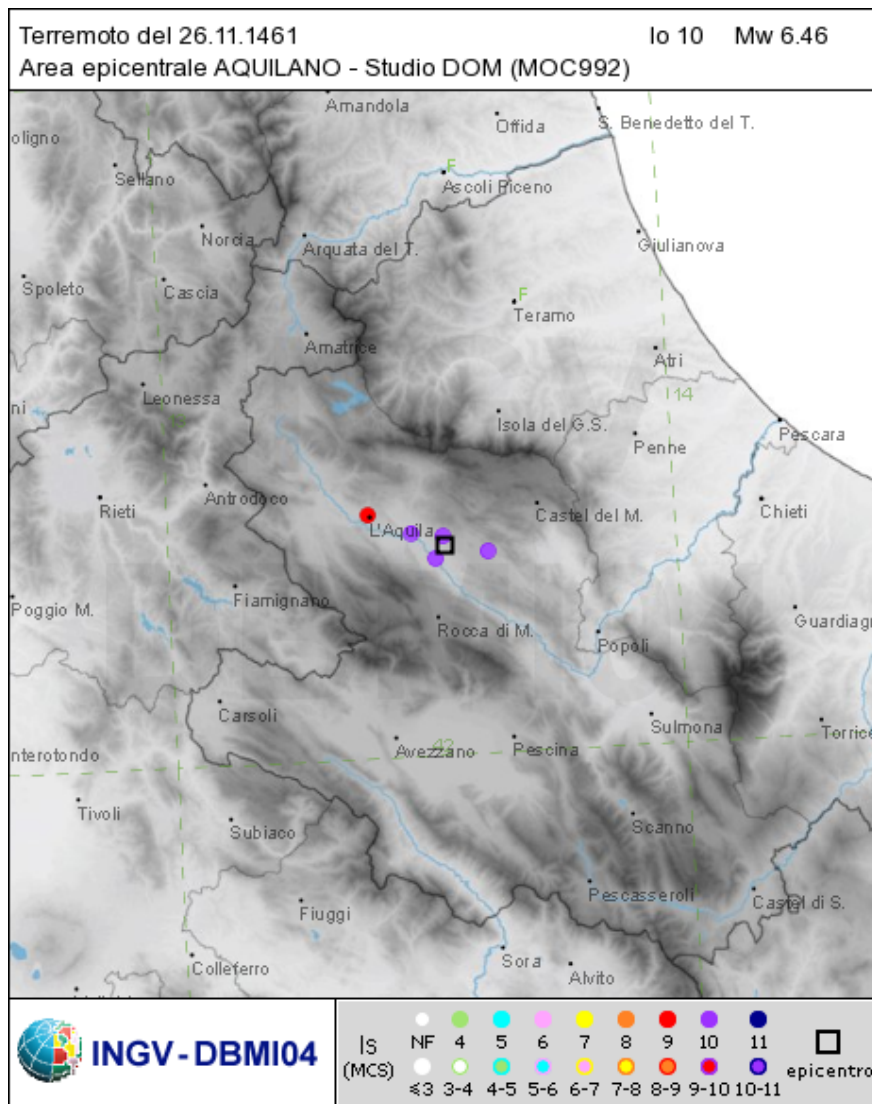 Terremoto del 26.11.1461 Io 10 Mw 6.46
Area epicentrale AQUILANO - Studio DOM (MOC992)
Amandola
Offida
S. Benedetto del T.
oligno
Sellano
F
Ascoli Piceno
Norcia
Arquata del T.
Giulianova
Spoleto
Cascia
F
Teramo
Amatrice
Atri
Leonessa
14
ni
Isola del G.S.
Penne
Pescara
Rieti
Antrodoco
Castel del M.
Chieti
L'Aquila
Poggio M.
Fiamignano
Rocca di M.
Popoli
Guardiagr
Carsoli
Sulmona
Torrice
nterotondo
Avezzano
42
Pescina
Tivoli
Subiaco
Scanno
Pescasseroli
Castel di S.
Fiuggi
Colleferro
Sora
Alvito
INGV - DBMI04
Is
(MCS)
NF 4 5 6 7 8 9 10 11
≤3 3-4 4-5 5-6 6-7 7-8 8-9 9-10 10-11
epicentro